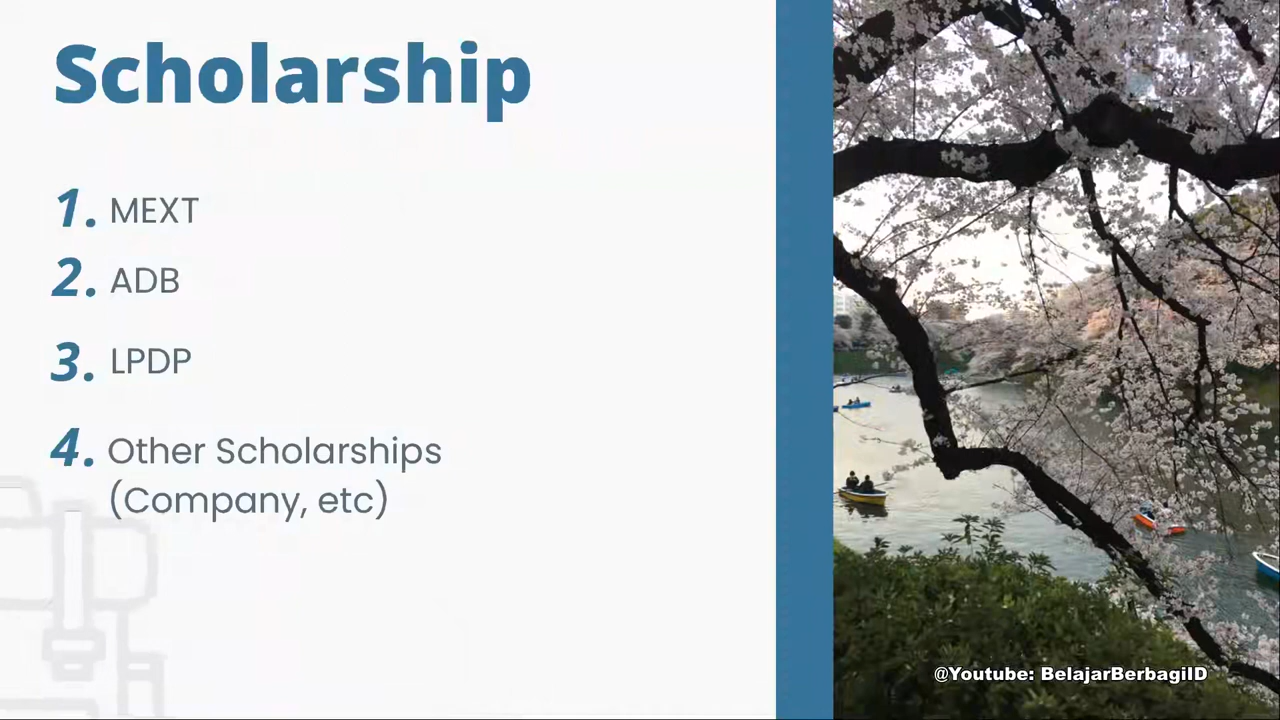 Scholarship
1. MEXT
2. ADB
3. LPDP
4. Other Scholarships
(Company, etc)
@Youtube: BelajarBerbagiID